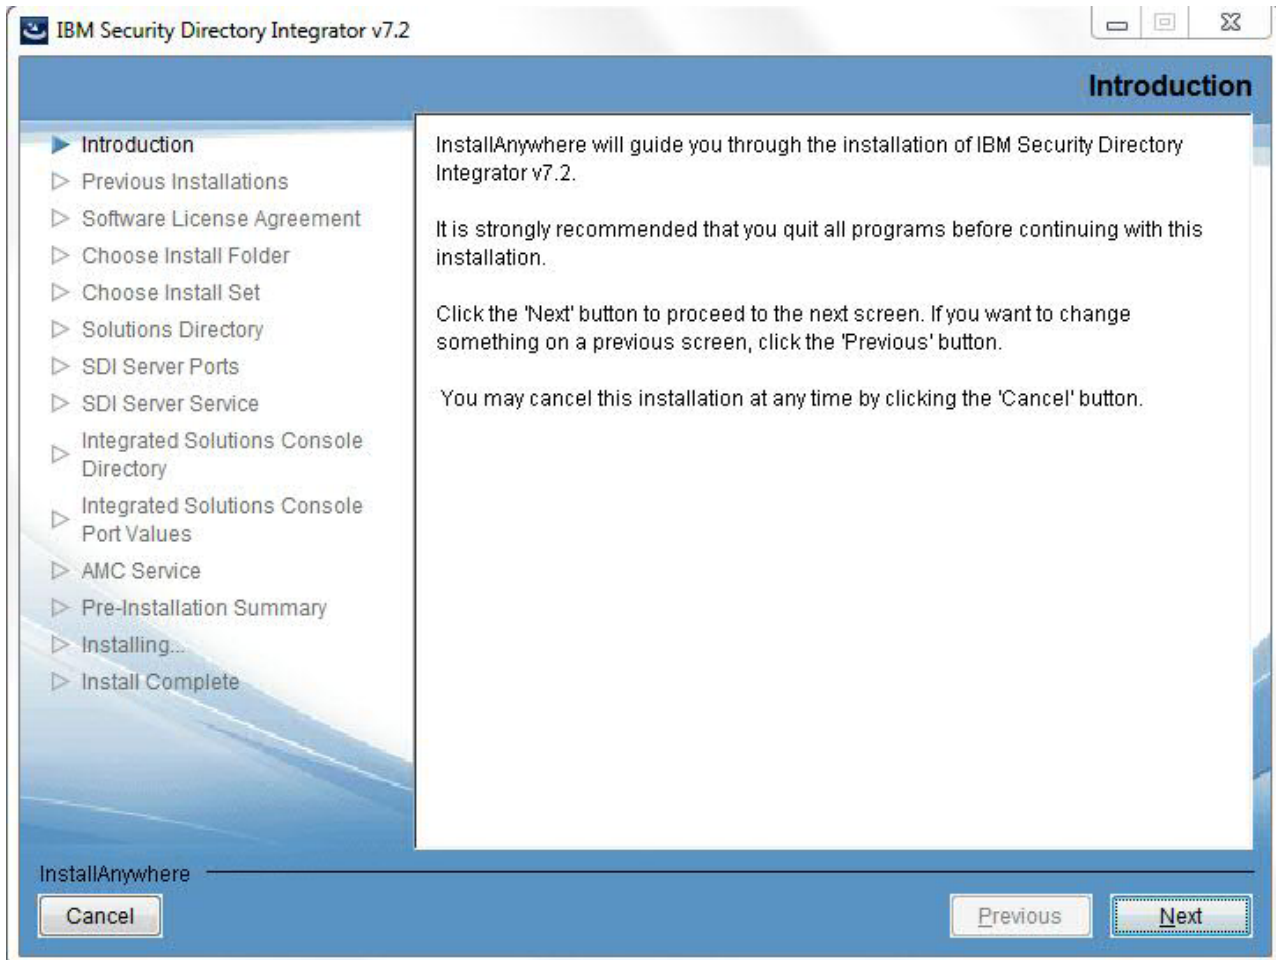 IBM Security Directory Integrator v7.2
Introduction
Introduction
Previous Installations
Software License Agreement
Choose Install Folder
Choose Install Set
Solutions Directory
SDI Server Ports
SDI Server Service
Integrated Solutions Console
Directory
Integrated Solutions Console
Port Values
AMC Service
Pre-Installation Summary
Installing...
Install Complete
InstallAnywhere will guide you through the installation of IBM Security Directory
Integrator v7.2.
It is strongly recommended that you quit all programs before continuing with this
installation.
Click the 'Next' button to proceed to the next screen. If you want to change
something on a previous screen, click the 'Previous' button.
You may cancel this installation at any time by clicking the 'Cancel' button.
InstallAnywhere
Cancel
Previous
Next